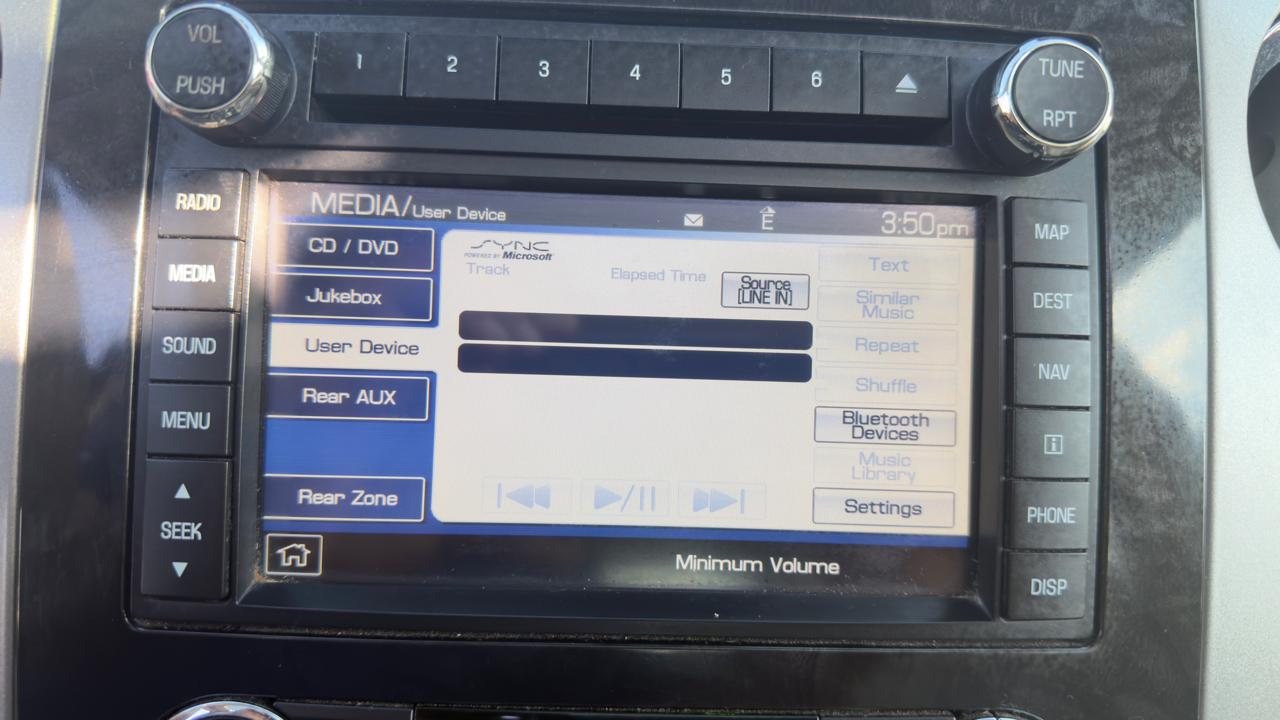 VOL
PUSH
1
2
3
4
5
6
TUNE
RPT
RADIO
MEDIA
SOUND
MENU
SEEK
MEDIA/User Device
E
3:50pm
CD / DVD
Jukebox
User Device
Rear AUX
Rear Zone
SYNC
POWERED BY Microsoft
Track
Elapsed Time
Source
[LINE IN]
Text
Similar
Music
Repeat
Shuffle
Bluetooth
Devices
Music
Library
Settings
Minimum Volume
MAP
DEST
NAV
i
PHONE
DISP